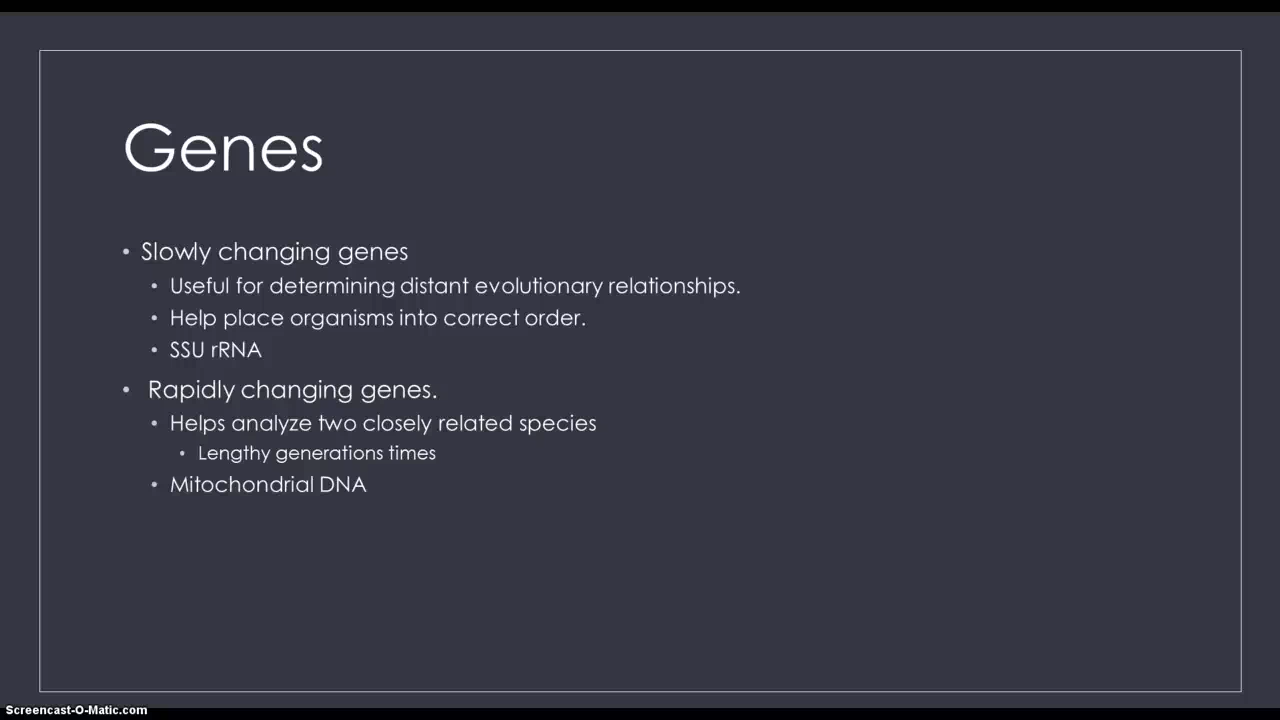 Genes
• Slowly changing genes
• Useful for determining distant evolutionary relationships.
• Help place organisms into correct order.
• SSU rRNA
• Rapidly changing genes.
• Helps analyze two closely related species
• Lengthy generations times
• Mitochondrial DNA
Screencast-O-Matic.com